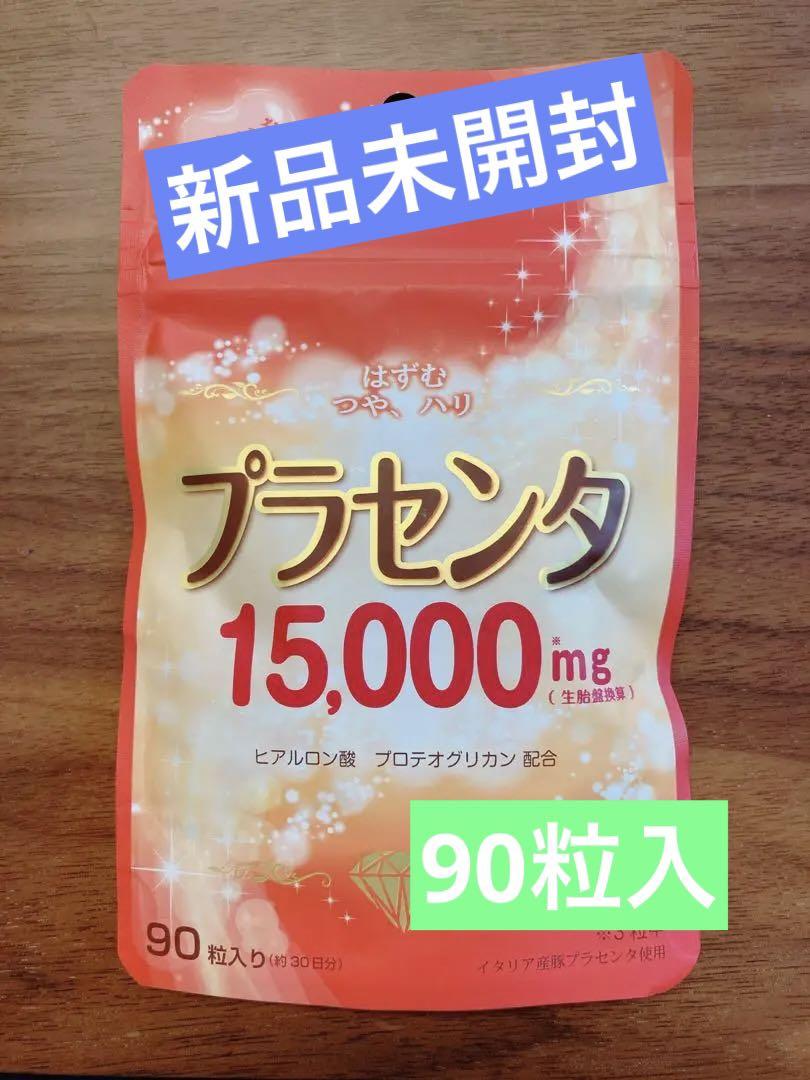 新品未開封
はずむ
つや、ハリ
プラセンタ
15,000mg
※
(生胎盤換算)
ヒアルロン酸 プロテオグリカン 配合
90粒入
90粒入り(約30日分)
イタリア産豚プラセンタ使用